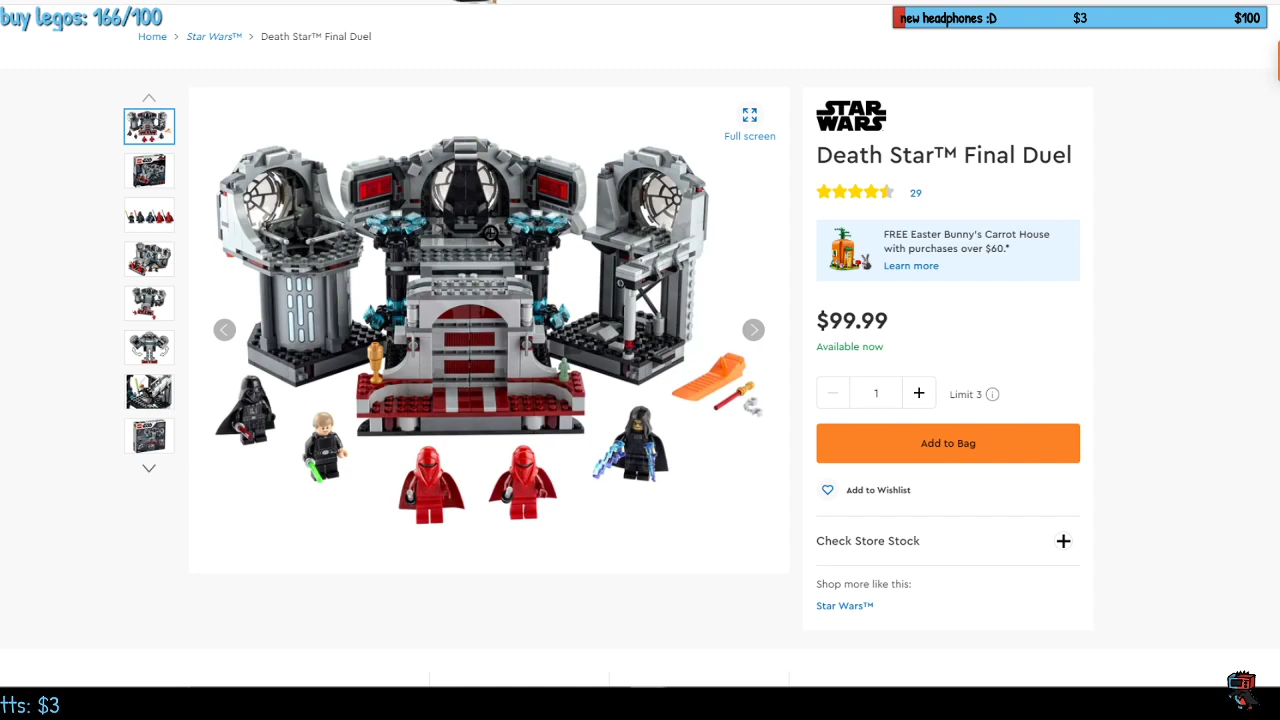 buy legos: 166/100
new headphones :D $3 $100
Home > Star Wars™ > Death Star™ Final Duel
Full screen
STAR WARS
Death Star™ Final Duel
29
FREE Easter Bunny's Carrot House
with purchases over $60.*
Learn more
$99.99
Available now
1
Limit 3
Add to Bag
Add to Wishlist
Check Store Stock
Shop more like this:
Star Wars™
tts: $3